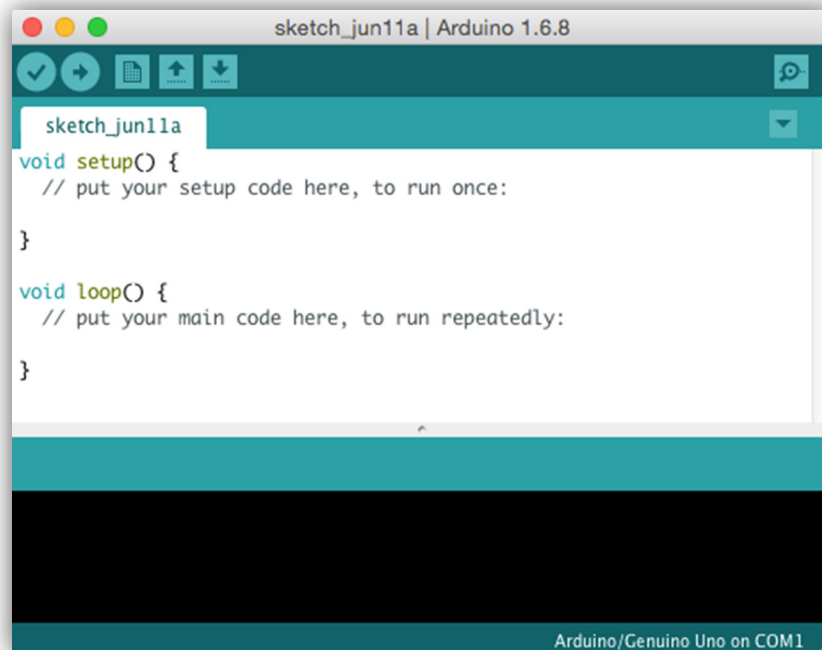 sketch_jun11a | Arduino 1.6.8
sketch_jun11a
void setup() {
  // put your setup code here, to run once:
}
void loop() {
  // put your main code here, to run repeatedly:
}
Arduino/Genuino Uno on COM1